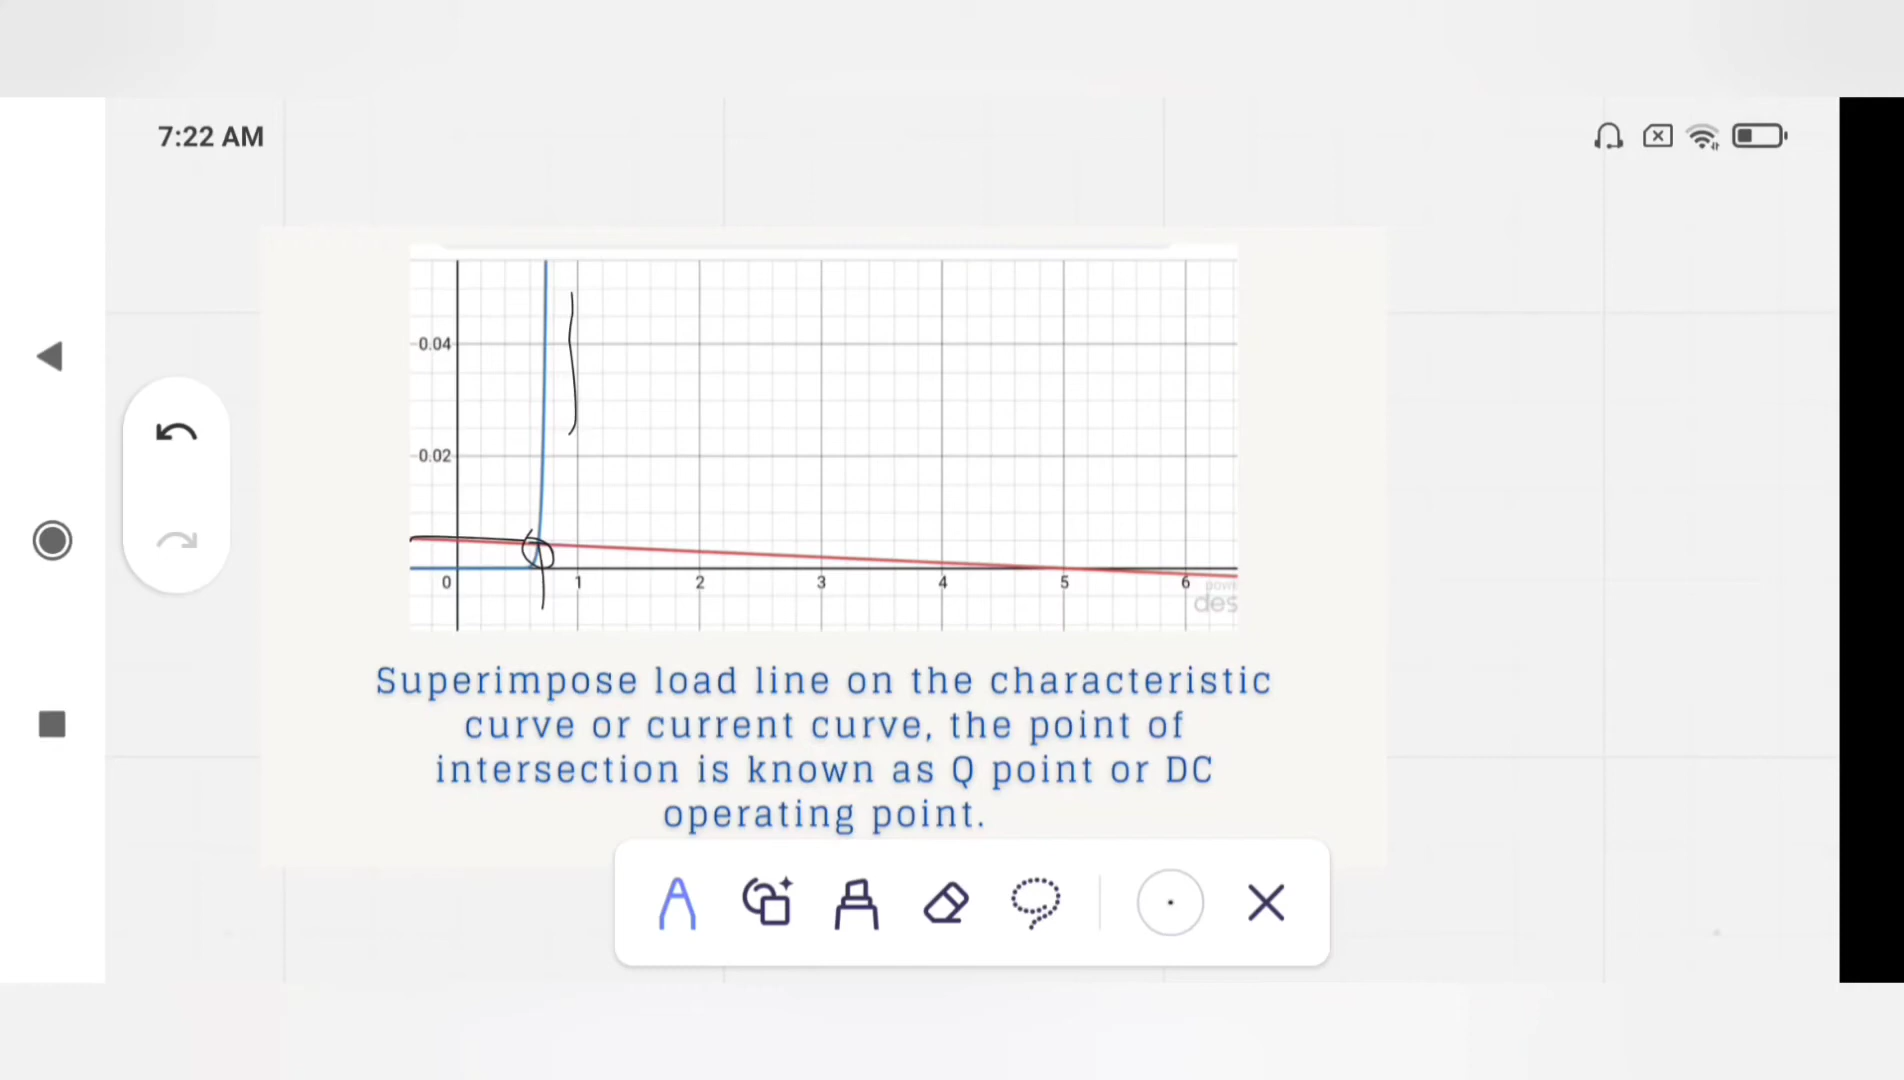 7:22 AM
0.04
0.02
0 1 2 3 4 5 6
des
Superimpose load line on the characteristic
curve or current curve, the point of
intersection is known as Q point or DC
operating point.